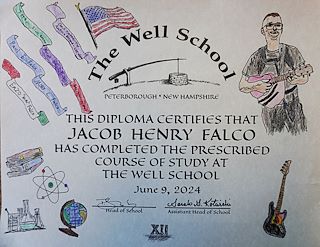 The Well School
PETERBOROUGH • NEW HAMPSHIRE
THIS DIPLOMA CERTIFIES THAT
JACOB HENRY FALCO
HAS COMPLETED THE PRESCRIBED
COURSE OF STUDY AT
THE WELL SCHOOL
June 9, 2024
Head of School
Assistant Head of School
XII